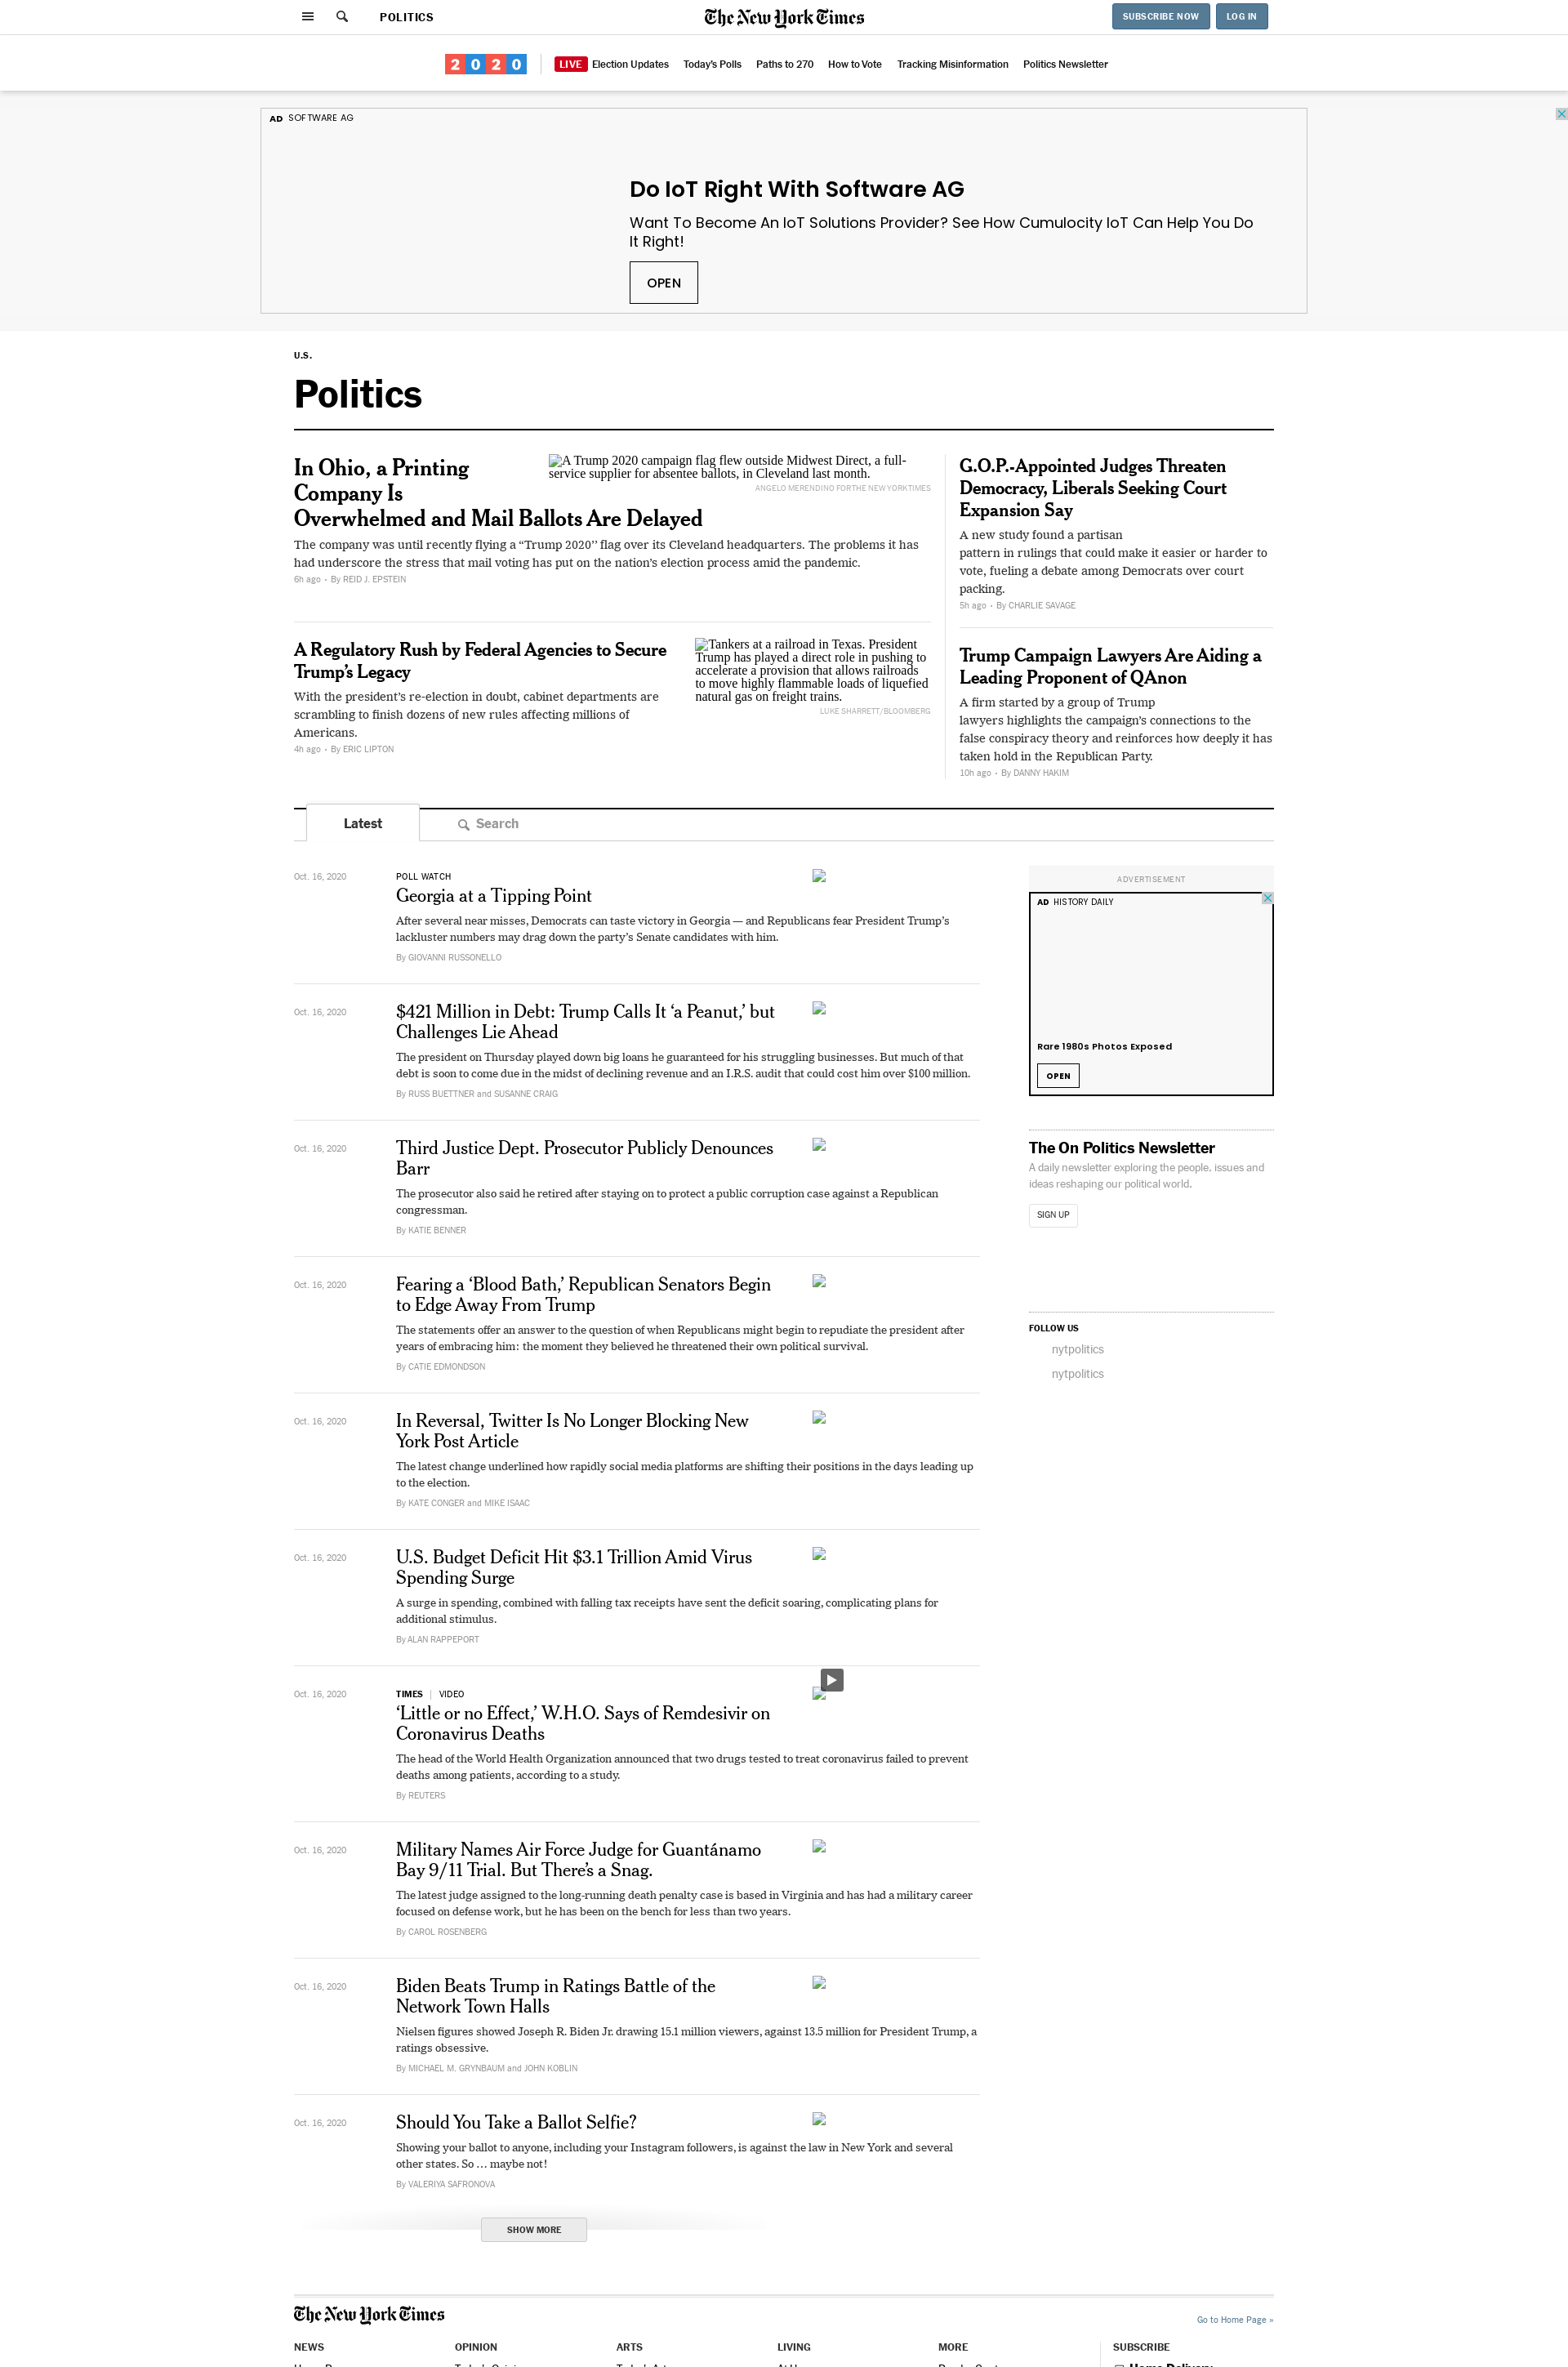 POLITICS
The New York Times
SUBSCRIBE NOW
LOG IN
2020
LIVE Election Updates
Today's Polls
Paths to 270
How to Vote
Tracking Misinformation
Politics Newsletter
AD SOFTWARE AG
Do IoT Right With Software AG
Want To Become An IoT Solutions Provider? See How Cumulocity IoT Can Help You Do
It Right!
OPEN
U.S.
Politics
In Ohio, a Printing
Company Is
Overwhelmed and Mail Ballots Are Delayed
A Trump 2020 campaign flag flew outside Midwest Direct, a full-
service supplier for absentee ballots, in Cleveland last month.
ANGELO MERENDINO FOR THE NEW YORK TIMES
The company was until recently flying a “Trump 2020’’ flag over its Cleveland headquarters. The problems it has
had underscore the stress that mail voting has put on the nation’s election process amid the pandemic.
6h ago • By REID J. EPSTEIN
A Regulatory Rush by Federal Agencies to Secure
Trump’s Legacy
With the president’s re-election in doubt, cabinet departments are
scrambling to finish dozens of new rules affecting millions of
Americans.
4h ago • By ERIC LIPTON
Tankers at a railroad in Texas. President
Trump has played a direct role in pushing to
accelerate a provision that allows railroads
to move highly flammable loads of liquefied
natural gas on freight trains.
LUKE SHARRETT/BLOOMBERG
G.O.P.-Appointed Judges Threaten
Democracy, Liberals Seeking Court
Expansion Say
A new study found a partisan
pattern in rulings that could make it easier or harder to
vote, fueling a debate among Democrats over court
packing.
5h ago • By CHARLIE SAVAGE
Trump Campaign Lawyers Are Aiding a
Leading Proponent of QAnon
A firm started by a group of Trump
lawyers highlights the campaign’s connections to the
false conspiracy theory and reinforces how deeply it has
taken hold in the Republican Party.
10h ago • By DANNY HAKIM
Latest
Search
Oct. 16, 2020
POLL WATCH
Georgia at a Tipping Point
After several near misses, Democrats can taste victory in Georgia — and Republicans fear President Trump’s
lackluster numbers may drag down the party’s Senate candidates with him.
By GIOVANNI RUSSONELLO
Oct. 16, 2020
$421 Million in Debt: Trump Calls It ‘a Peanut,’ but
Challenges Lie Ahead
The president on Thursday played down big loans he guaranteed for his struggling businesses. But much of that
debt is soon to come due in the midst of declining revenue and an I.R.S. audit that could cost him over $100 million.
By RUSS BUETTNER and SUSANNE CRAIG
Oct. 16, 2020
Third Justice Dept. Prosecutor Publicly Denounces
Barr
The prosecutor also said he retired after staying on to protect a public corruption case against a Republican
congressman.
By KATIE BENNER
Oct. 16, 2020
Fearing a ‘Blood Bath,’ Republican Senators Begin
to Edge Away From Trump
The statements offer an answer to the question of when Republicans might begin to repudiate the president after
years of embracing him: the moment they believed he threatened their own political survival.
By CATIE EDMONDSON
Oct. 16, 2020
In Reversal, Twitter Is No Longer Blocking New
York Post Article
The latest change underlined how rapidly social media platforms are shifting their positions in the days leading up
to the election.
By KATE CONGER and MIKE ISAAC
Oct. 16, 2020
U.S. Budget Deficit Hit $3.1 Trillion Amid Virus
Spending Surge
A surge in spending, combined with falling tax receipts have sent the deficit soaring, complicating plans for
additional stimulus.
By ALAN RAPPEPORT
Oct. 16, 2020
TIMES | VIDEO
‘Little or no Effect,’ W.H.O. Says of Remdesivir on
Coronavirus Deaths
The head of the World Health Organization announced that two drugs tested to treat coronavirus failed to prevent
deaths among patients, according to a study.
By REUTERS
Oct. 16, 2020
Military Names Air Force Judge for Guantánamo
Bay 9/11 Trial. But There’s a Snag.
The latest judge assigned to the long-running death penalty case is based in Virginia and has had a military career
focused on defense work, but he has been on the bench for less than two years.
By CAROL ROSENBERG
Oct. 16, 2020
Biden Beats Trump in Ratings Battle of the
Network Town Halls
Nielsen figures showed Joseph R. Biden Jr. drawing 15.1 million viewers, against 13.5 million for President Trump, a
ratings obsessive.
By MICHAEL M. GRYNBAUM and JOHN KOBLIN
Oct. 16, 2020
Should You Take a Ballot Selfie?
Showing your ballot to anyone, including your Instagram followers, is against the law in New York and several
other states. So … maybe not!
By VALERIYA SAFRONOVA
SHOW MORE
ADVERTISEMENT
AD HISTORY DAILY
Rare 1980s Photos Exposed
OPEN
The On Politics Newsletter
A daily newsletter exploring the people, issues and
ideas reshaping our political world.
SIGN UP
FOLLOW US
nytpolitics
nytpolitics
The New York Times
Go to Home Page »
NEWS
OPINION
ARTS
LIVING
MORE
SUBSCRIBE